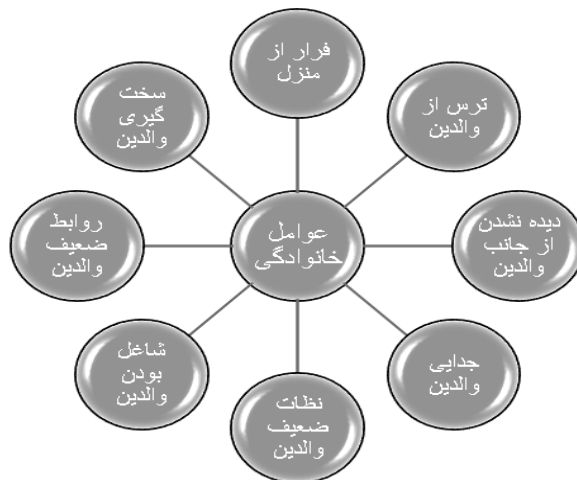 فرار از
منزل
ترس از
والدین
دیده نشدن
از جانب
والدین
جدایی
والدین
نظات
ضعیف
والدین
شاغل
بودن
والدین
روابط
ضعیف
والدین
سخت
گیری
والدین
عوامل
خانوادگی